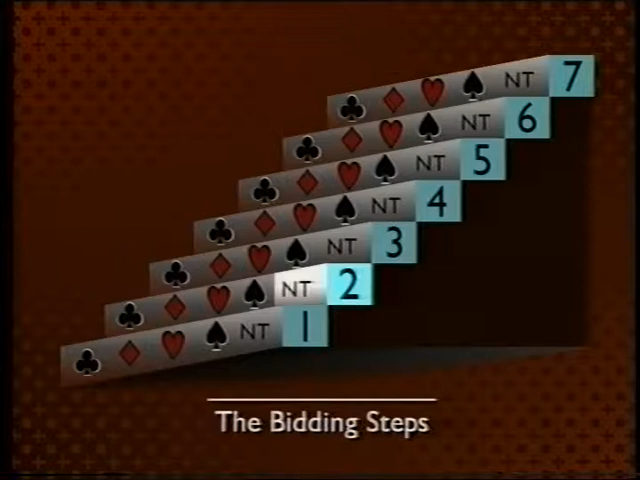 ♣ ♦ ♥ ♠ NT 7
♣ ♦ ♥ ♠ NT 6
♣ ♦ ♥ ♠ NT 5
♣ ♦ ♥ ♠ NT 4
♣ ♦ ♥ ♠ NT 3
♣ ♦ ♥ ♠ NT 2
♣ ♦ ♥ ♠ NT 1
The Bidding Steps